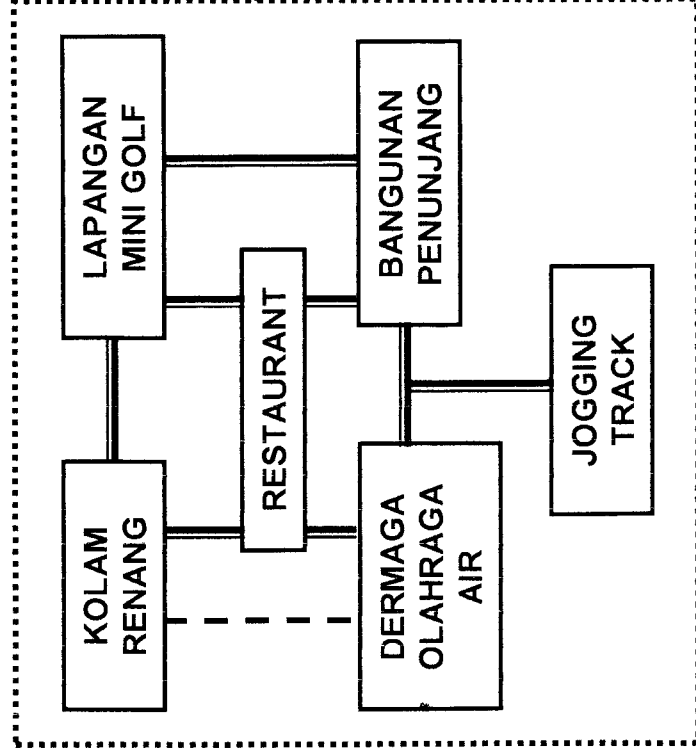 KOLAM
RENANG
LAPANGAN
MINI GOLF
RESTAURANT
DERMAGA
OLAHRAGA
AIR
BANGUNAN
PENUNJANG
JOGGING
TRACK